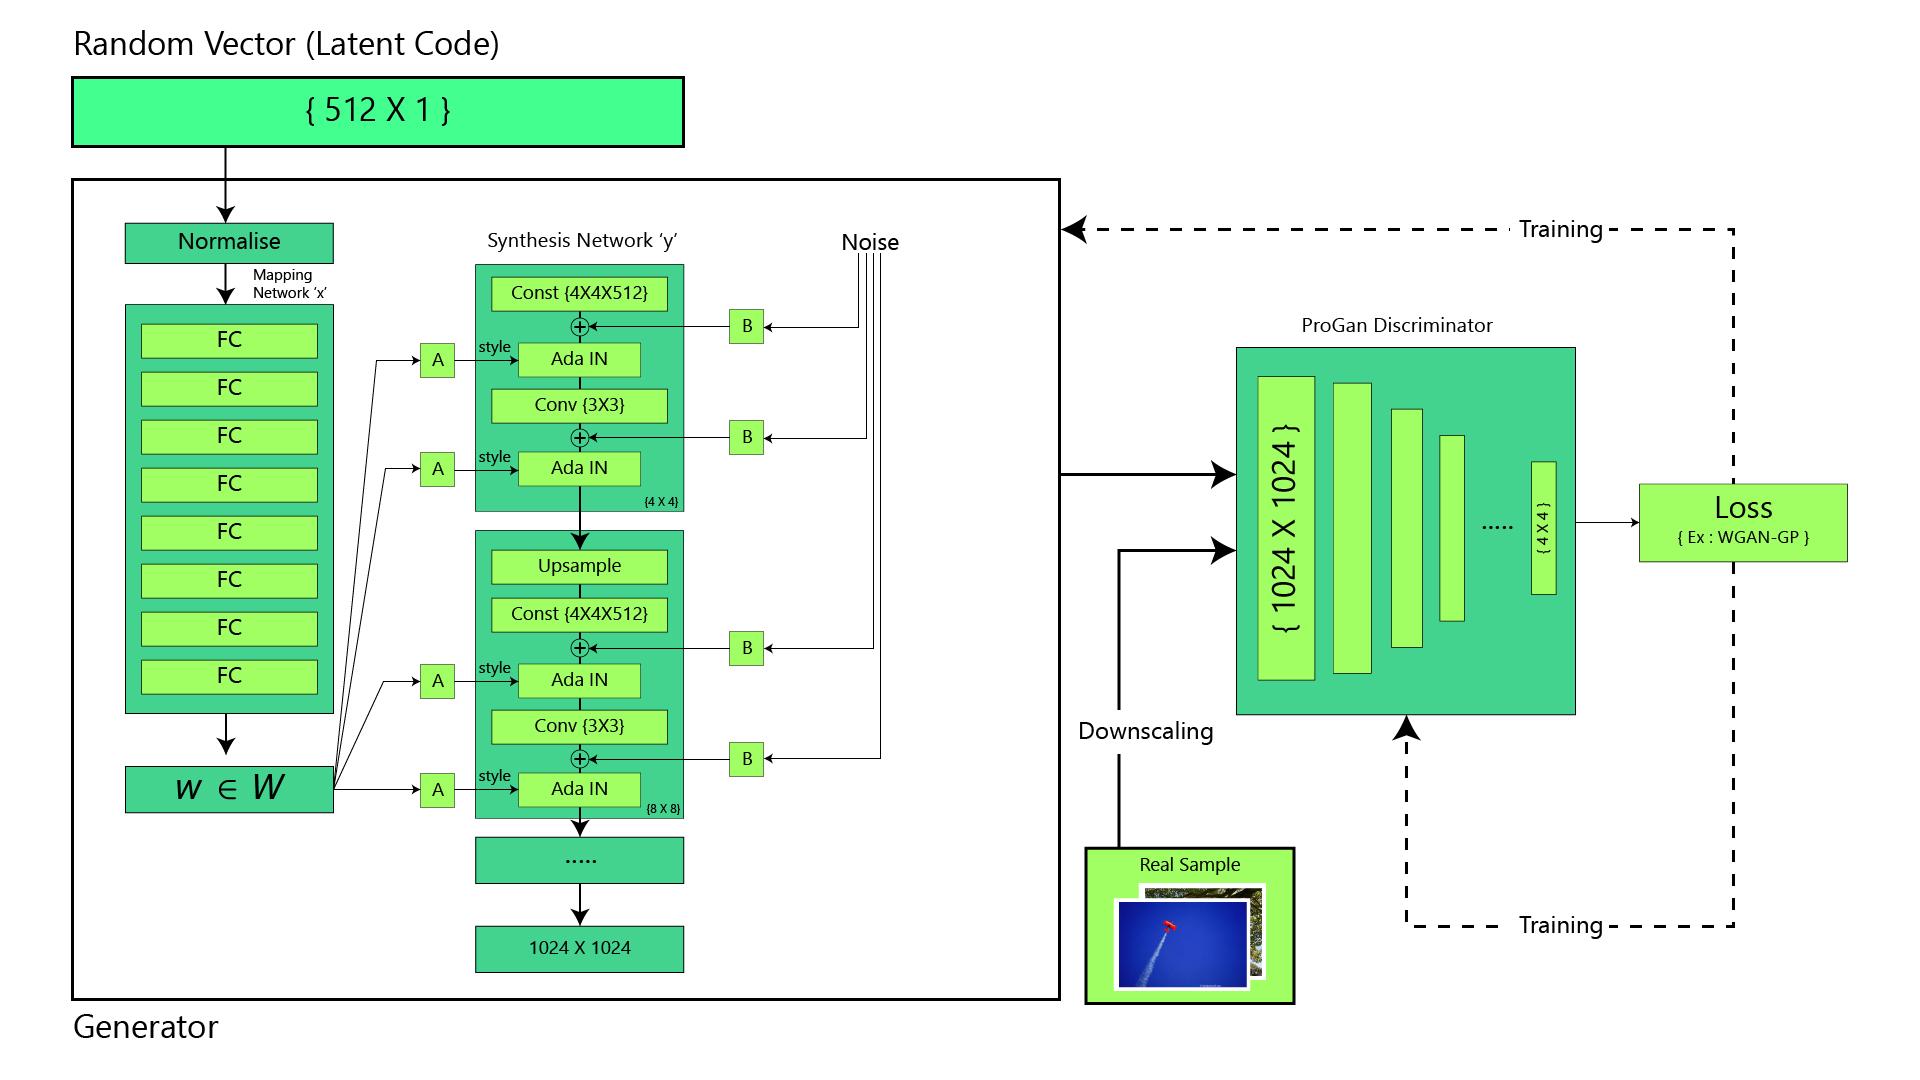 Random Vector (Latent Code)
{ 512 X 1 }
Normalise
Mapping
Network ‘x’
FC
FC
FC
FC
FC
FC
FC
FC
w ∈ W
A
A
A
A
style
style
style
style
Synthesis Network ‘y’
Const {4X4X512}
+
Ada IN
Conv {3X3}
+
Ada IN
{4 X 4}
Upsample
Const {4X4X512}
+
Ada IN
Conv {3X3}
+
Ada IN
{8 X 8}
.....
1024 X 1024
Noise
B
B
B
B
Generator
Training
ProGan Discriminator
{ 1024 X 1024 }
.....
{ 4 X 4 }
Loss
{ Ex : WGAN-GP }
Downscaling
Real Sample
Training